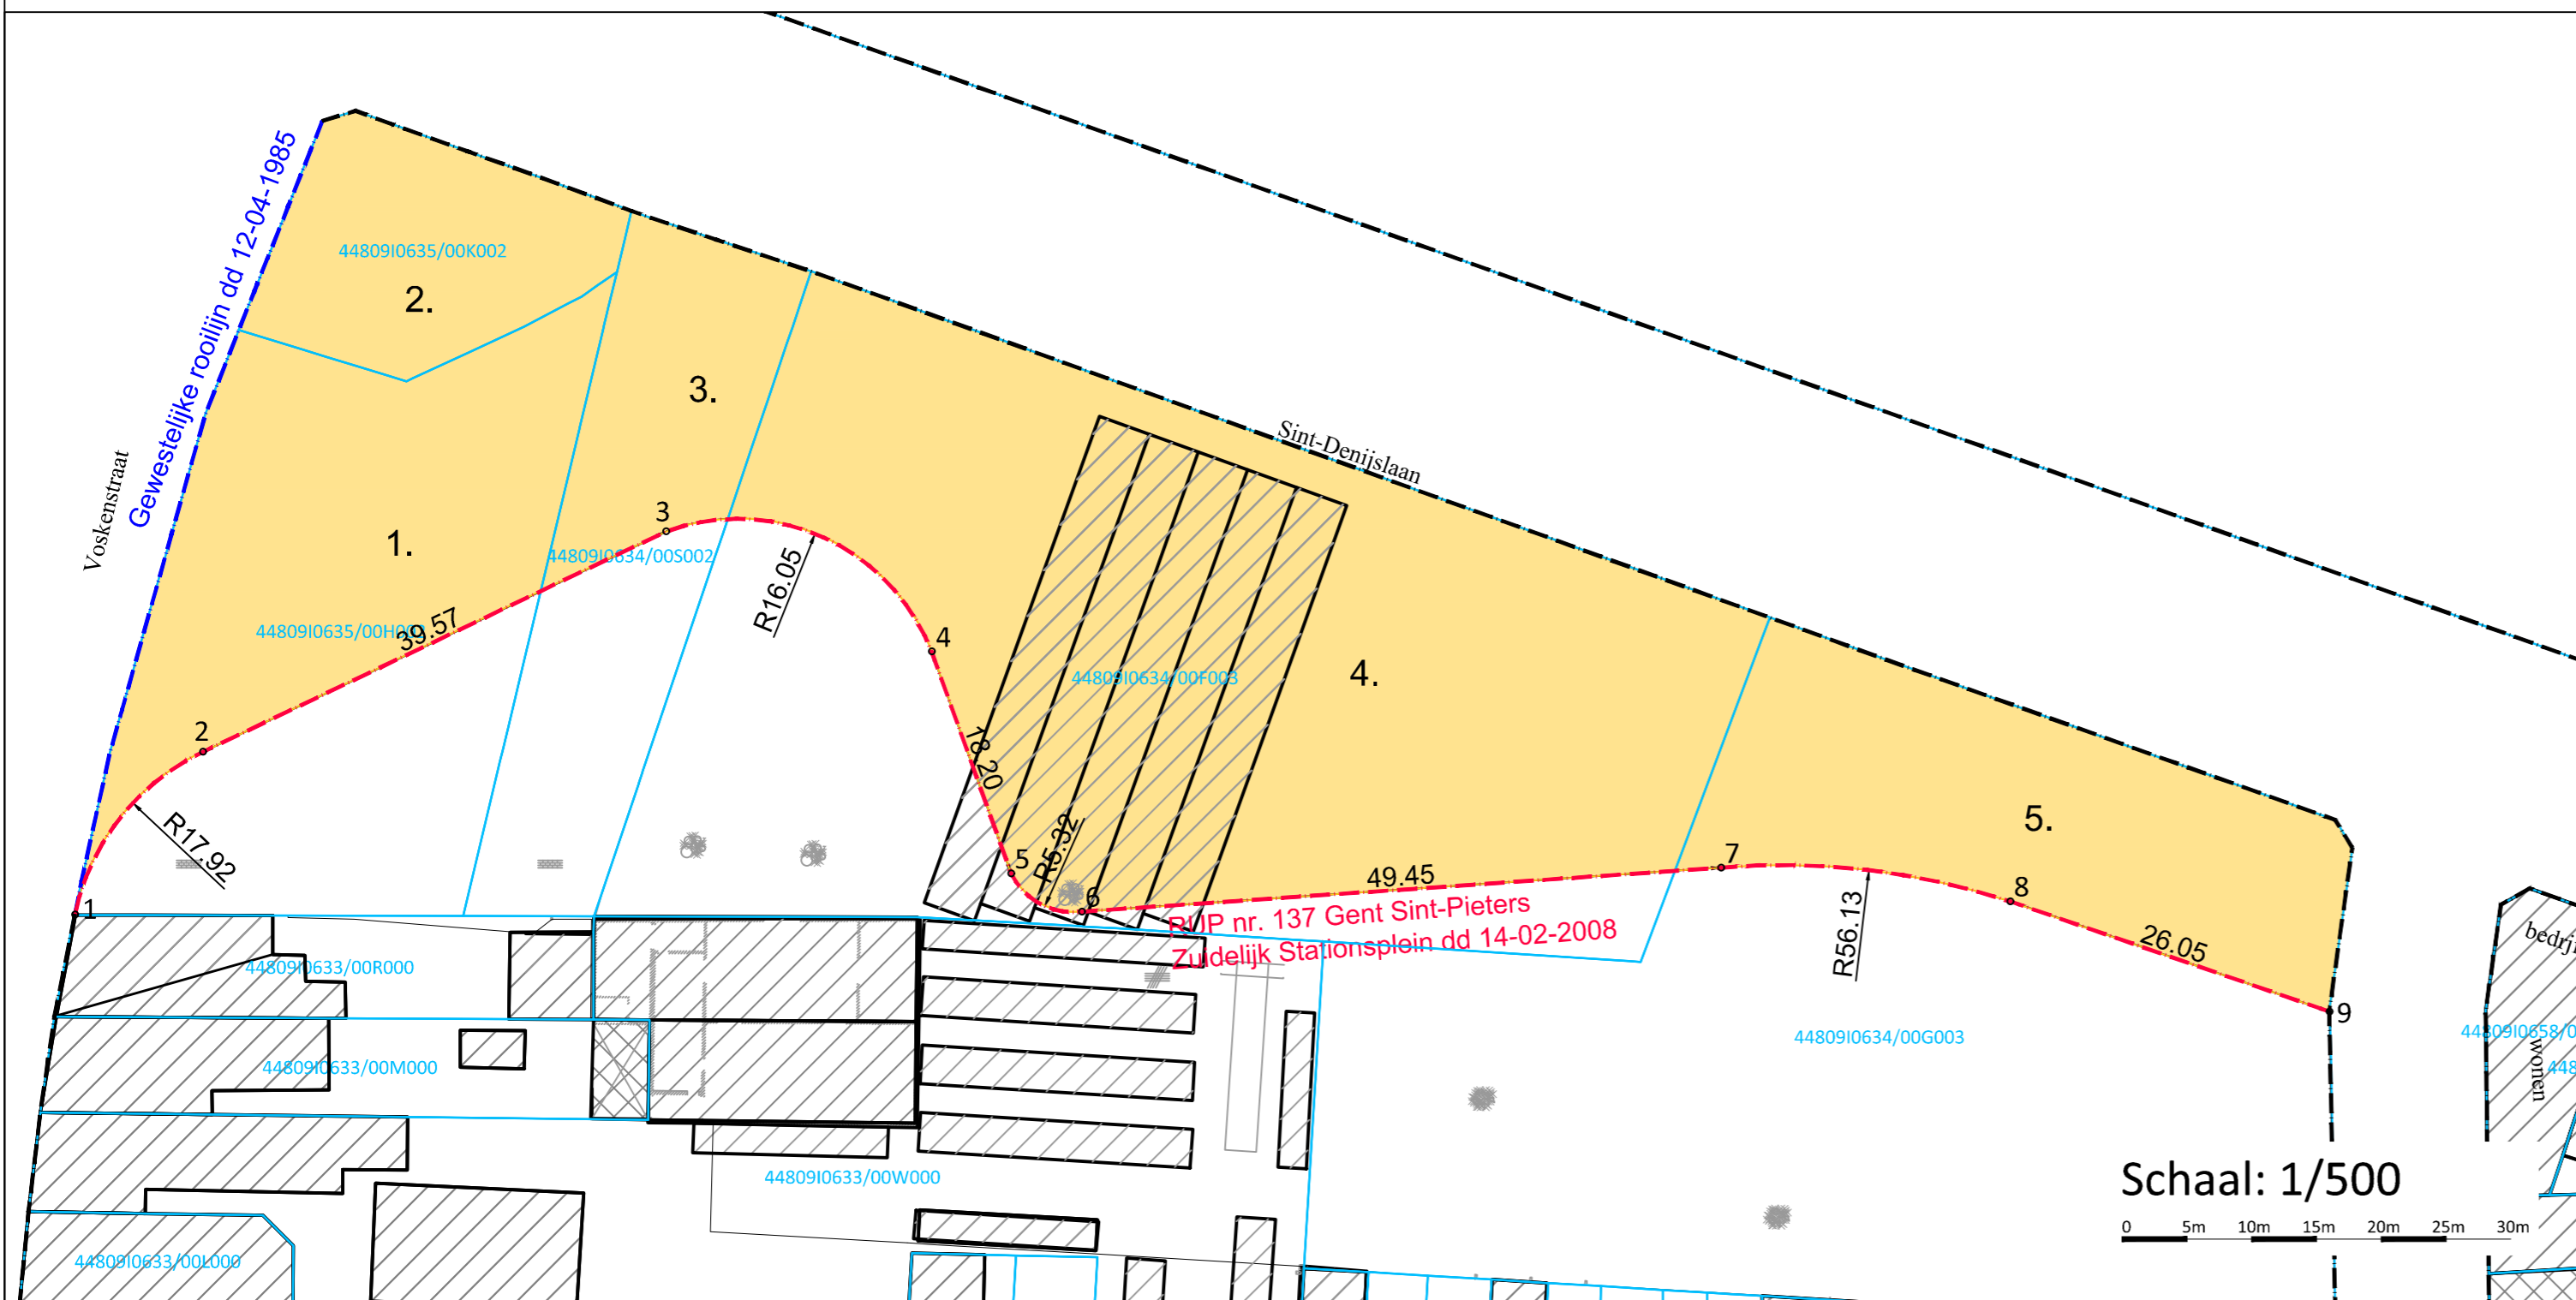 Gewestelijke rooilijn dd 12-04-1985
Voskenstraat
44809I0635/00K002
2.
3.
1.
Sint-Denijslaan
3
44809I0634/00S002
R16.05
39.57
4
44809I0634/00F003
4.
2
18.20
R17.92
5
R5.32
6
49.45
7
5.
8
R56.13
26.05
9
1
RUP nr. 137 Gent Sint-Pieters
Zuidelijk Stationsplein dd 14-02-2008
44809I0633/00R000
44809I0634/00G003
44809I0633/00M000
wonen
44809I0633/00W000
44809I0633/00L000
Schaal: 1/500
0 5m 10m 15m 20m 25m 30m